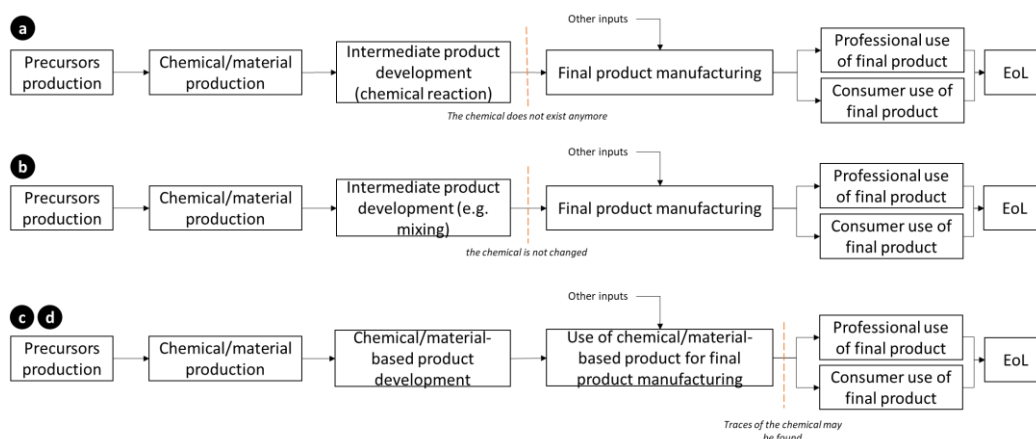 a
Other inputs
Precursors
production
Chemical/material
production
Intermediate product
development
(chemical reaction)
Final product manufacturing
Professional use
of final product
Consumer use of
final product
EoL
The chemical does not exist anymore
b
Other inputs
Precursors
production
Chemical/material
production
Intermediate product
development (e.g.
mixing)
Final product manufacturing
Professional use
of final product
Consumer use of
final product
EoL
the chemical is not changed
c d
Other inputs
Precursors
production
Chemical/material
production
Chemical/material-
based product
development
Use of chemical/material-
based product for final
product manufacturing
Professional use
of final product
Consumer use of
final product
EoL
Traces of the chemical may
be found